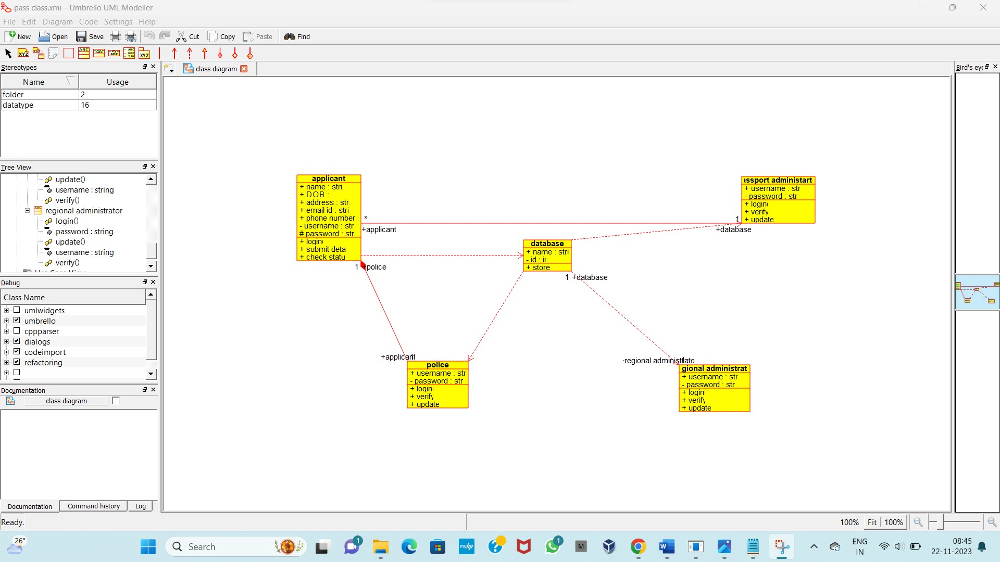 pass class.xmi – Umbrello UML Modeller
File Edit Diagram Code Settings Help
New Open Save Cut Copy Paste Find
XYZ ABC XYZ
Stereotypes
class diagram
Bird's eye
Name Usage
folder 2
datatype 16
Tree View
update()
username : string
verify()
regional administrator
login()
password : string
update()
username : string
verify()
Debug
Class Name
umlwidgets
umbrello
cppparser
dialogs
codeimport
refactoring
Documentation
class diagram
Documentation Command history Log
applicant
+ name : stri
+ DOB :
+ address : str
+ email id : stri
+ phone number :
- username : str
# password : str
+ login(
+ submit deta
+ check statu
*
+applicant
1
+database
ssport administart
+ username : str
- password : str
+ login(
+ verify
+ update
database
+ name : stri
- id : ir
+ store
1 +police
1 +database
+applicant
police
+ username : str
- password : str
+ login(
+ verify
+ update
regional administrato
gional administrat
+ username : str
- password : str
+ login(
+ verify
+ update
Ready.
100% Fit 100%
26°
Search
1
myhp
1
M
ENG
IN
08:45
22-11-2023